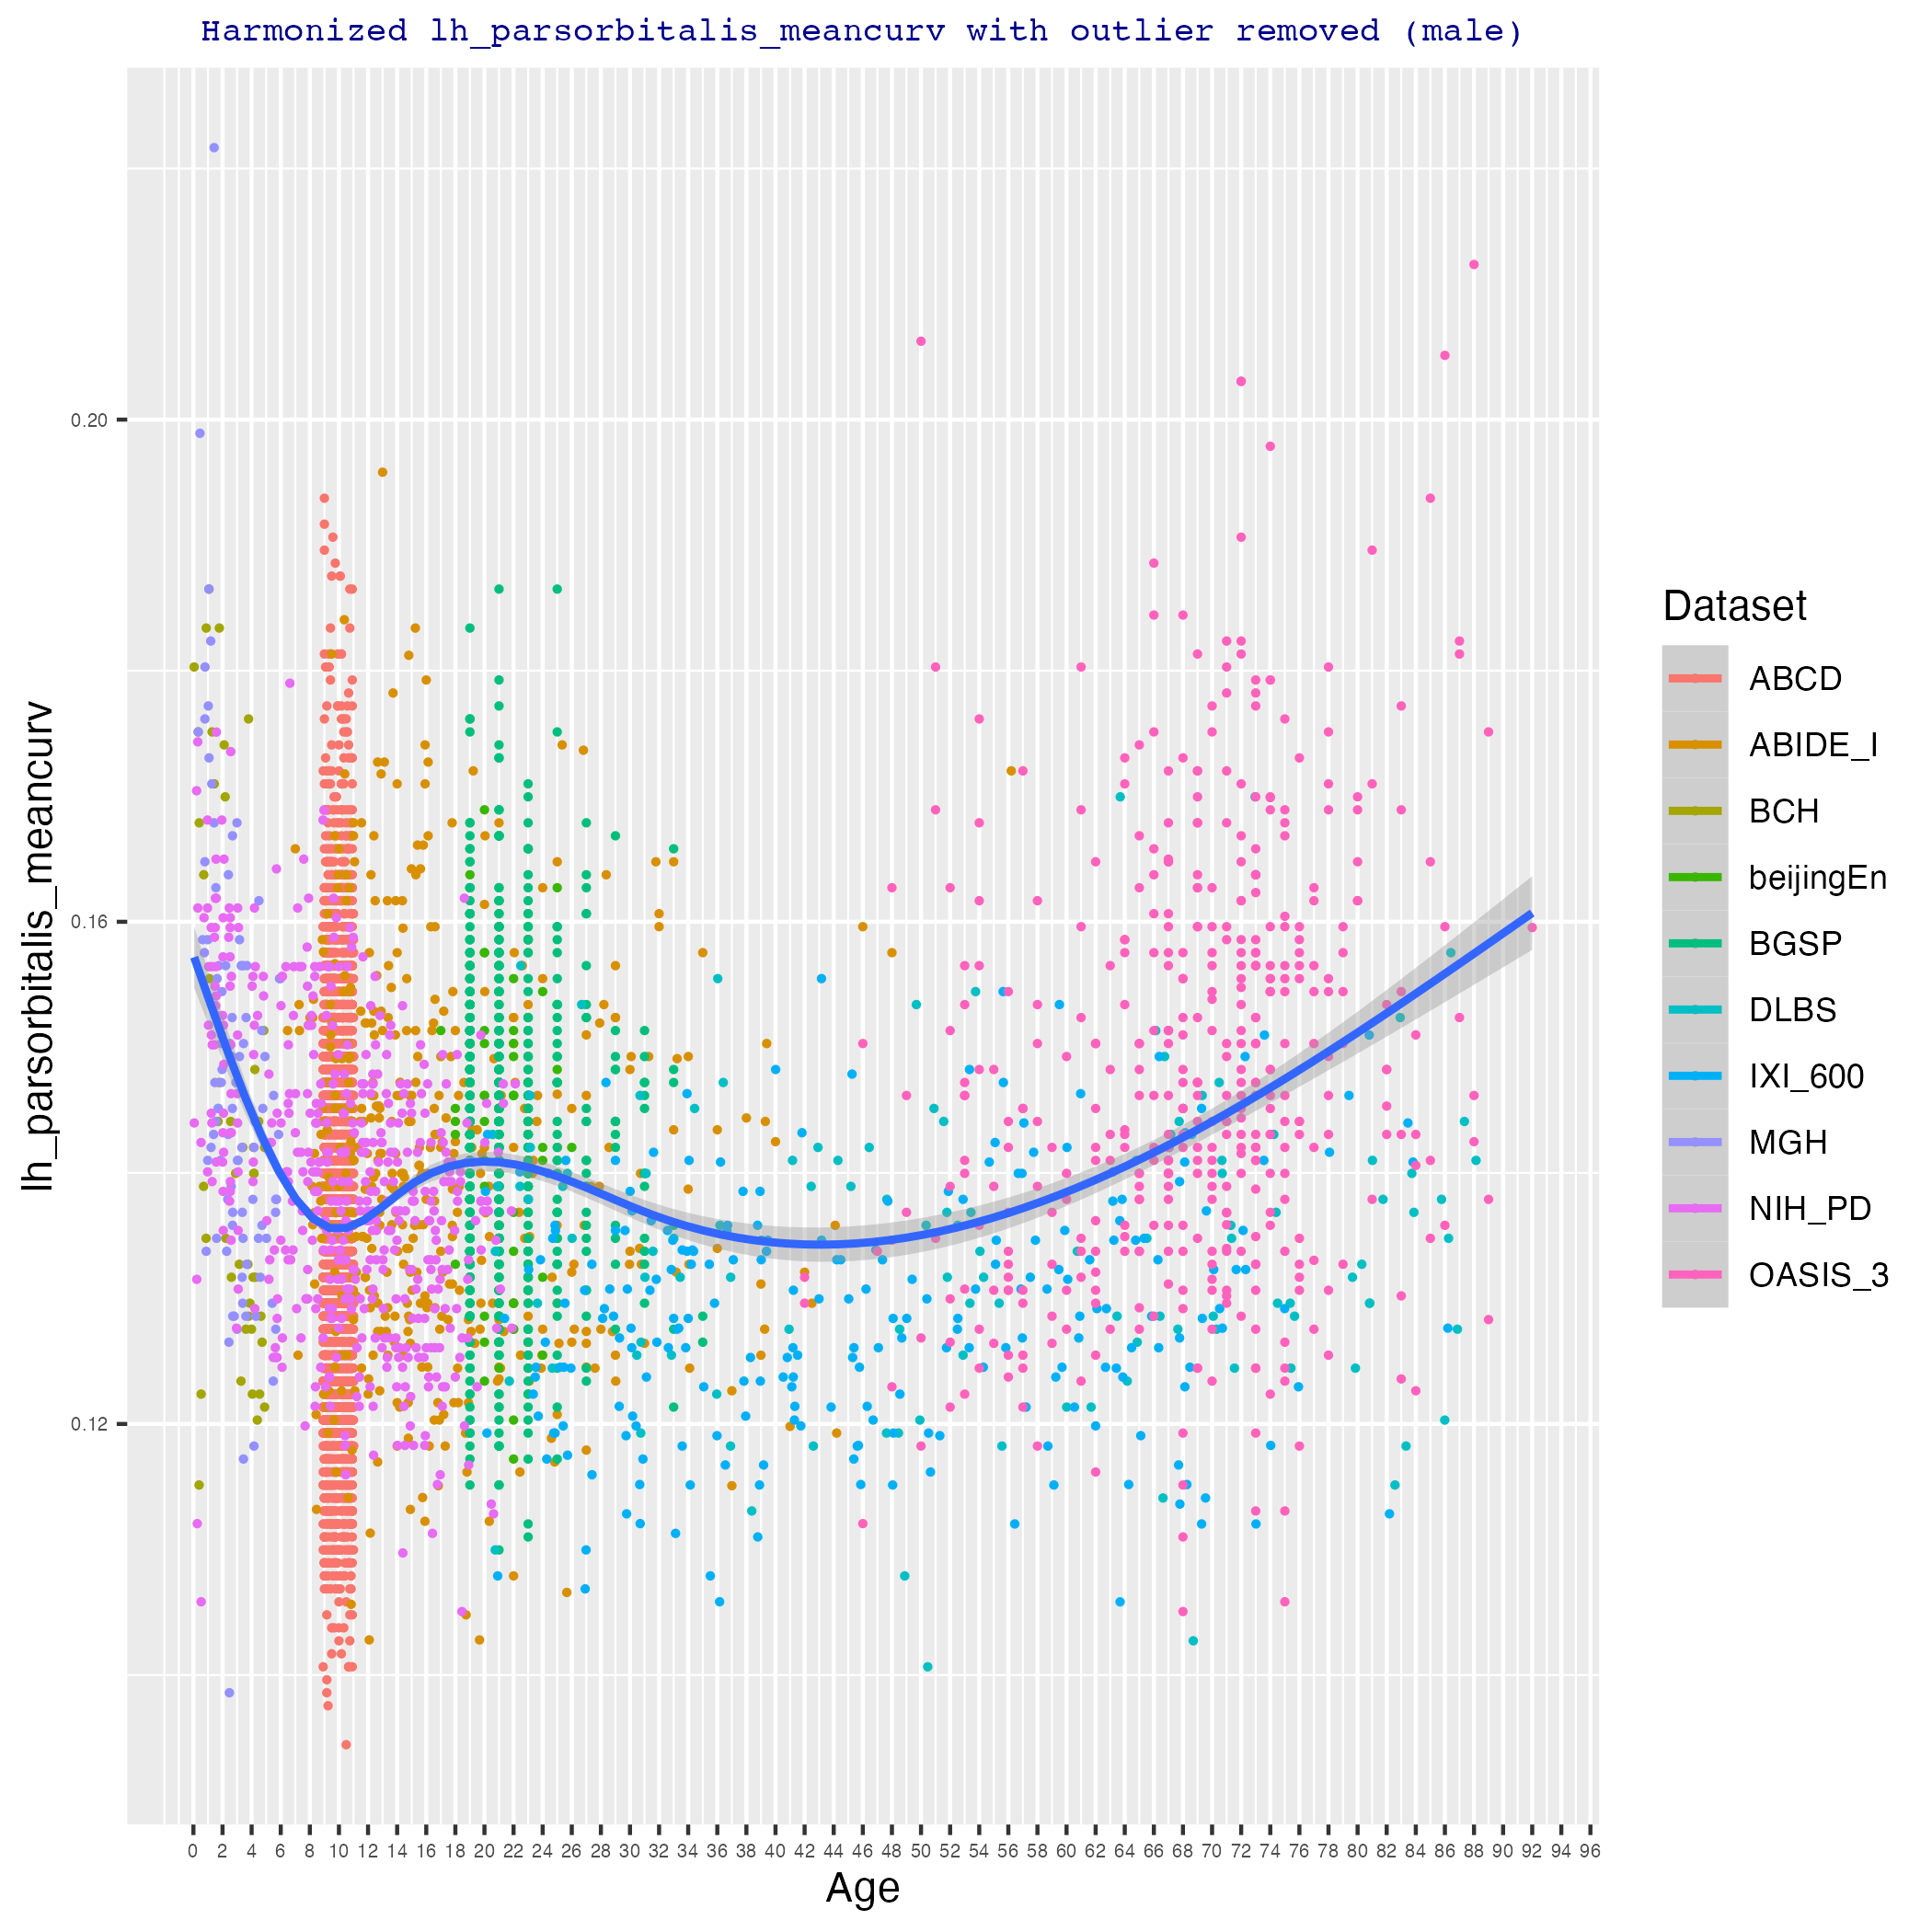 Harmonized lh_parsorbitalis_meancurv with outlier removed (male)
lh_parsorbitalis_meancurv
0.20
0.16
0.12
0 2 4 6 8 10 12 14 16 18 20 22 24 26 28 30 32 34 36 38 40 42 44 46 48 50 52 54 56 58 60 62 64 66 68 70 72 74 76 78 80 82 84 86 88 90 92 94 96
Age
Dataset
ABCD
ABIDE_I
BCH
beijingEn
BGSP
DLBS
IXI_600
MGH
NIH_PD
OASIS_3